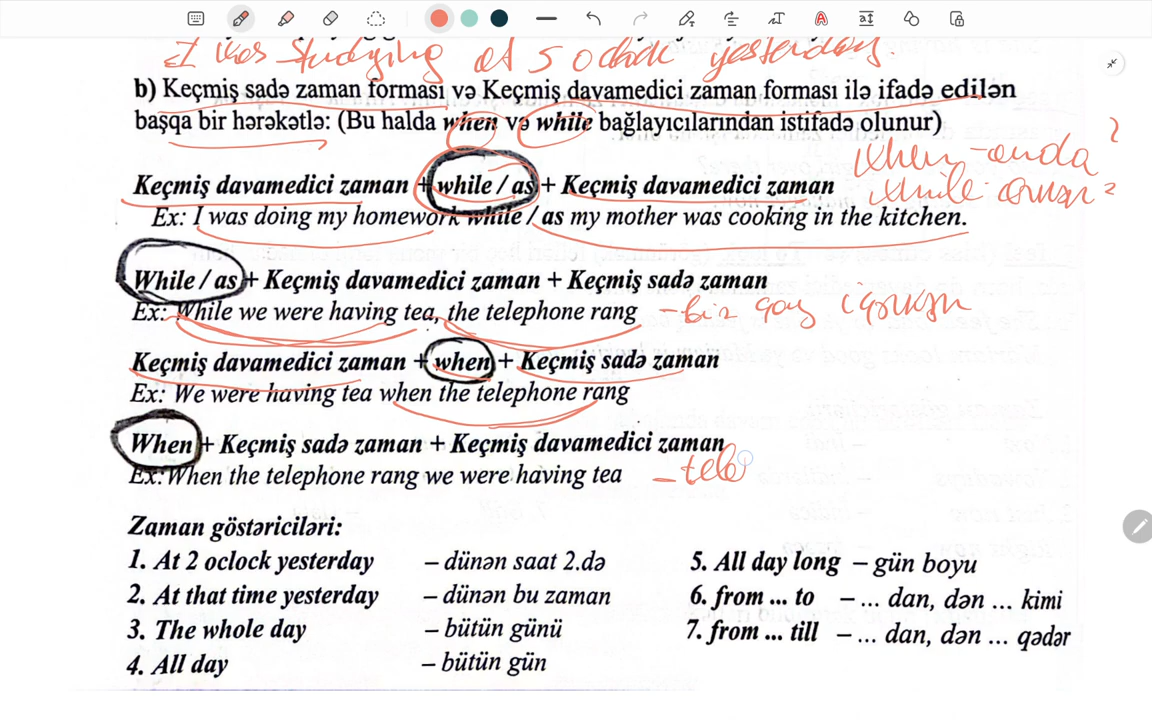 I was studying at 5 oclock yesterday.
b) Keçmiş sadə zaman forması və Keçmiş davamedici zaman forması ilə ifadə edilən
başqa bir hərəkətlə: (Bu halda when və while bağlayıcılarından istifadə olunur)
when - anda ?
Keçmiş davamedici zaman + while / as + Keçmiş davamedici zaman
while-
Ex: I was doing my homework while / as my mother was cooking in the kitchen.
While / as + Keçmiş davamedici zaman + Keçmiş sadə zaman
Ex: While we were having tea, the telephone rang - biz çay içərkən
Keçmiş davamedici zaman + when + Keçmiş sadə zaman
Ex: We were having tea when the telephone rang
When + Keçmiş sadə zaman + Keçmiş davamedici zaman
Ex: When the telephone rang we were having tea - tele
Zaman göstəriciləri:
1. At 2 oclock yesterday – dünən saat 2.də
2. At that time yesterday – dünən bu zaman
3. The whole day – bütün günü
4. All day – bütün gün
5. All day long – gün boyu
6. from ... to – ... dan, dən ... kimi
7. from ... till – ... dan, dən ... qədər